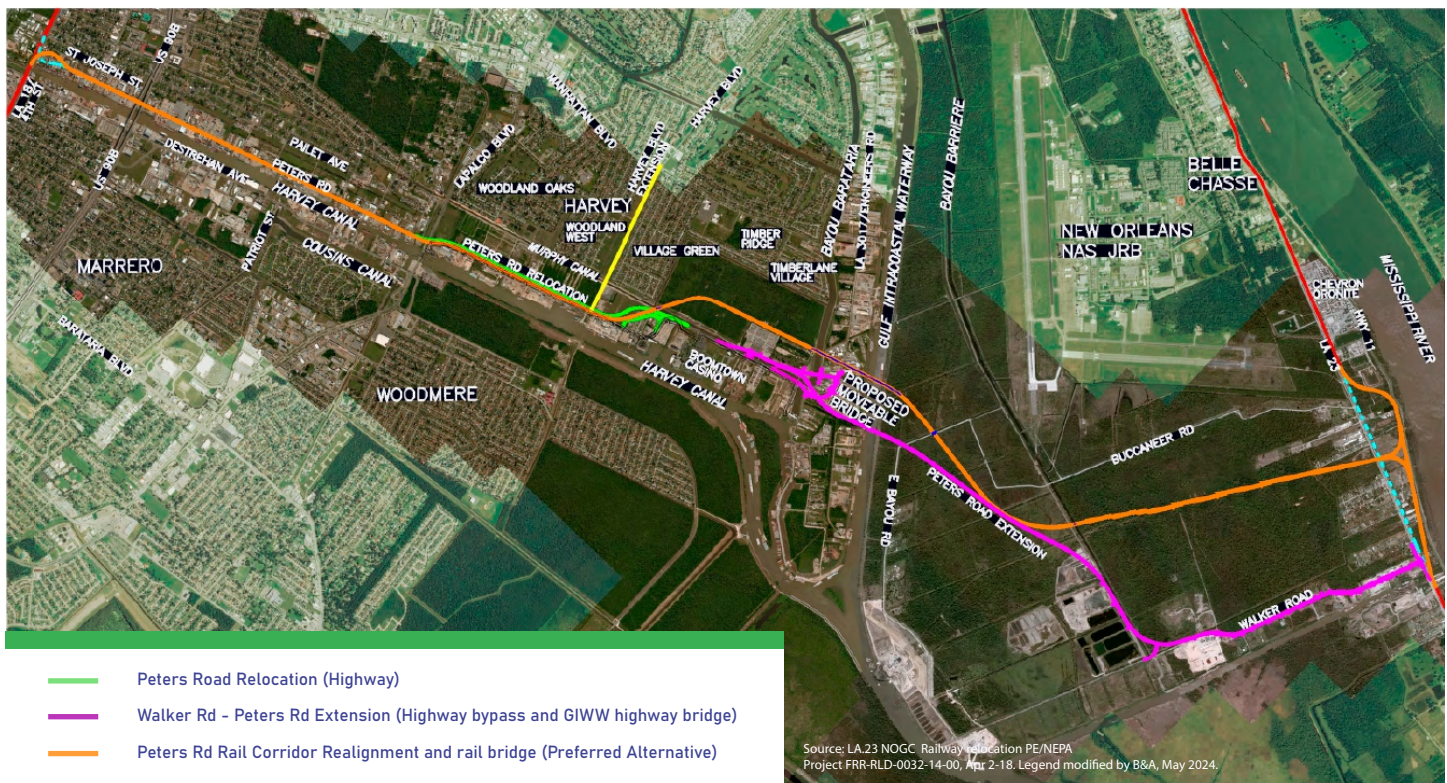 ST JOSEPH ST
US 90B
LA 18/
4TH ST
DESTREHAN AVE
US 90B
PAILET AVE
PETERS RD
HARVEY CANAL
LAPALCO BLVD
MANHATTAN BLVD
HARVEY BLVD
HARVEY BLVD
EXTENSION
WOODLAND OAKS
HARVEY
WOODLAND
WEST
VILLAGE GREEN
TIMBER
RIDGE
TIMBERLANE
VILLAGE
MURPHY CANAL
PETERS RD RELOCATION
PATRIOT ST
COUSINS CANAL
MARRERO
BARATARIA BLVD
WOODMERE
BOOMTOWN
CASINO
HARVEY CANAL
BAYOU BARATARIA
LA 3017/ENGINEERS RD
GULF INTRACOASTAL WATERWAY
BAYOU BARRIERE
PROPOSED
MOVEABLE
BRIDGE
NEW ORLEANS
NAS JRB
BELLE
CHASSE
MISSISSIPPI RIVER
CHEVRON
ORONITE
HWY 11
LA 23
BUCCANEER RD
E BAYOU RD
PETERS ROAD EXTENSION
WALKER ROAD
Peters Road Relocation (Highway)
Walker Rd - Peters Rd Extension (Highway bypass and GIWW highway bridge)
Peters Rd Rail Corridor Realignment and rail bridge (Preferred Alternative)
Source: LA.23 NOGC Railway relocation PE/NEPA
Project FRR-RLD-0032-14-00, Apr 2-18. Legend modified by B&A, May 2024.